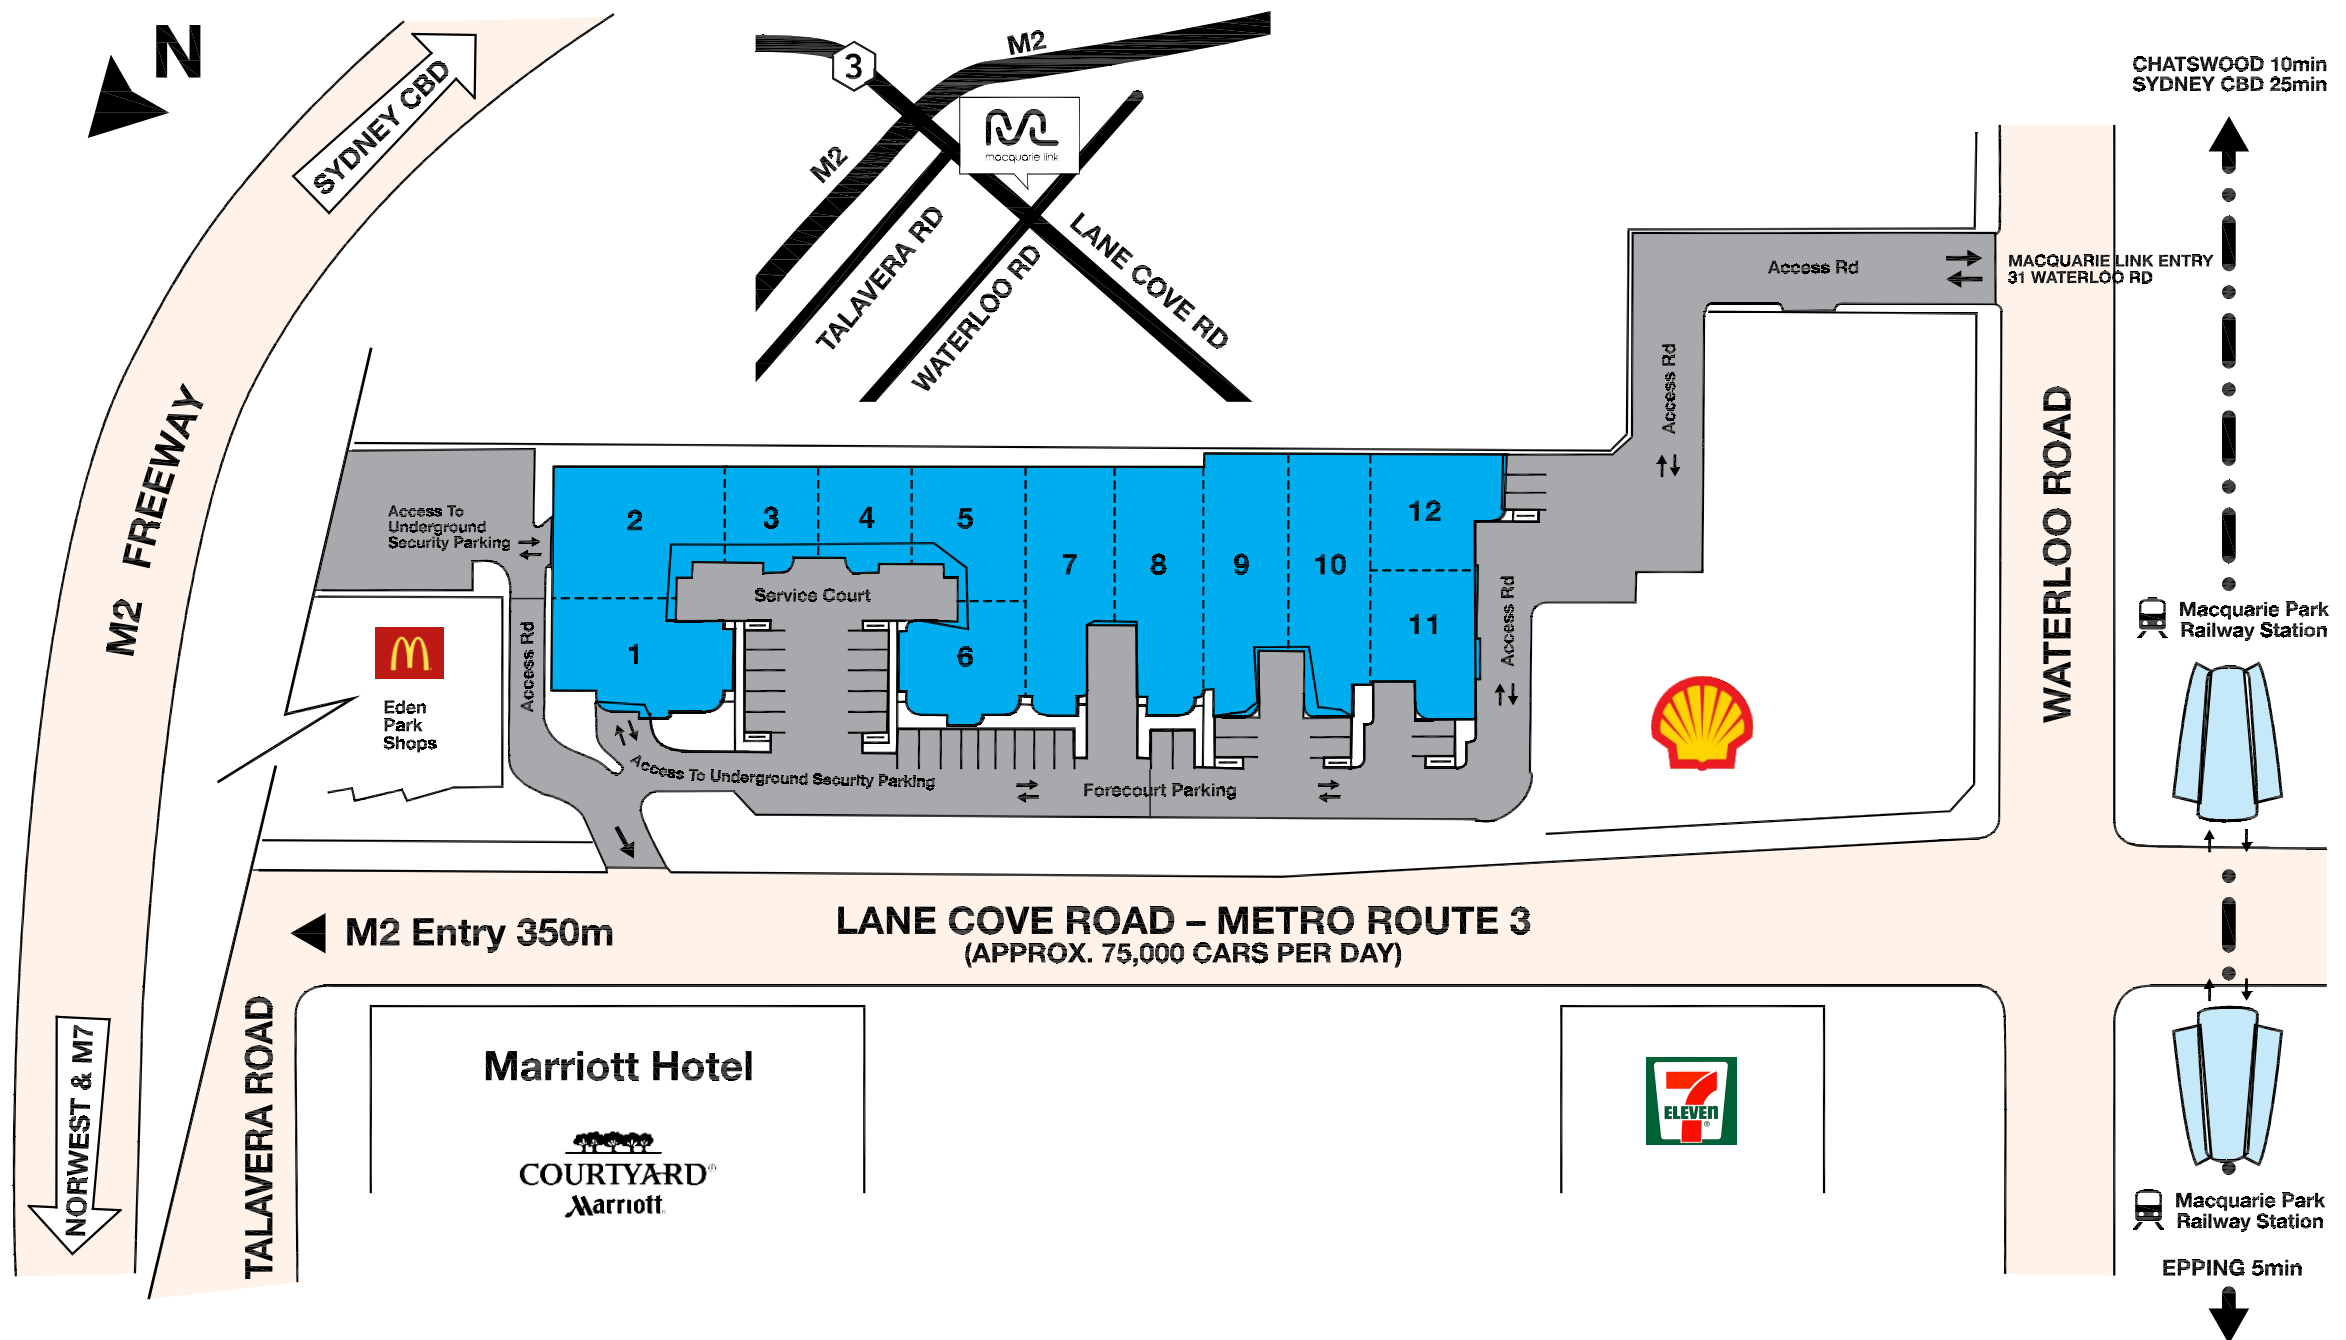 N
SYDNEY CBD
M2
3
M2
macquarie link
TALAVERA RD
WATERLOO RD
LANE COVE RD
CHATSWOOD 10min
SYDNEY CBD 25min
Access Rd
MACQUARIE LINK ENTRY
31 WATERLOO RD
Access Rd
M2 FREEWAY
WATERLOO ROAD
Access To
Underground
Security Parking
2
3
4
5
7
8
9
10
12
Service Court
11
Access Rd
Access Rd
1
6
Macquarie Park
Railway Station
Eden
Park
Shops
Access To Underground Security Parking
Forecourt Parking
M2 Entry 350m
LANE COVE ROAD – METRO ROUTE 3
(APPROX. 75,000 CARS PER DAY)
NORWEST & M7
TALAVERA ROAD
Marriott Hotel
COURTYARD®
Marriott
7
ELEVEn®
Macquarie Park
Railway Station
EPPING 5min